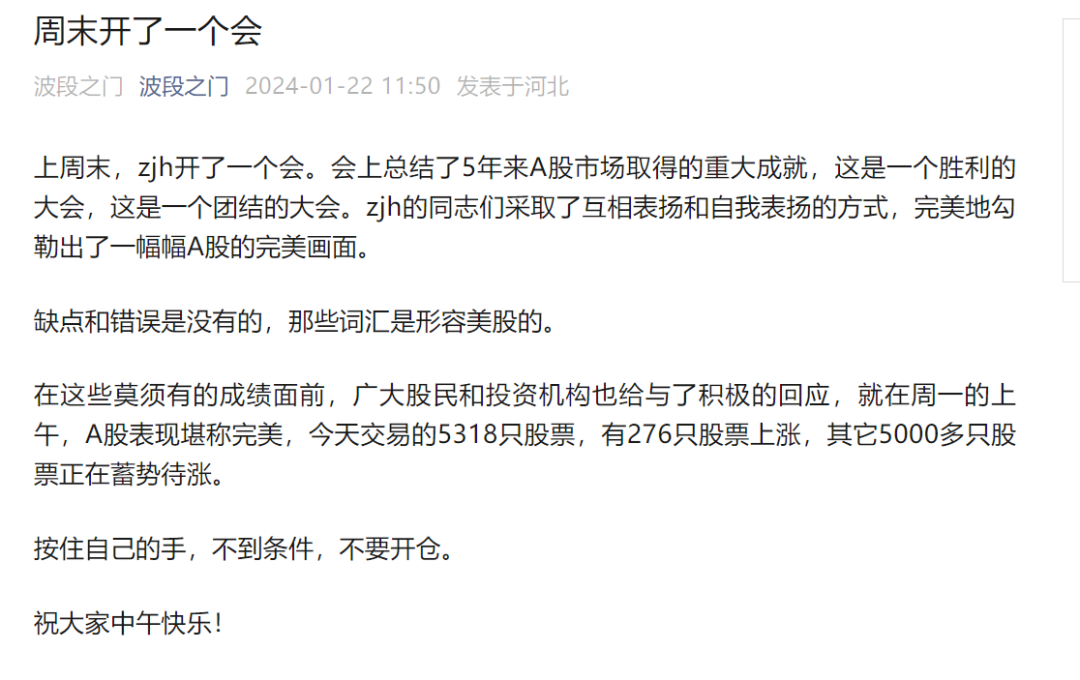 周末开了一个会
波段之门 波段之门 2024-01-22 11:50 发表于河北
上周末，zjh开了一个会。会上总结了5年来A股市场取得的重大成就，这是一个胜利的
大会，这是一个团结的大会。zjh的同志们采取了互相表扬和自我表扬的方式，完美地勾
勒出了一幅幅A股的完美画面。
缺点和错误是没有的，那些词汇是形容美股的。
在这些莫须有的成绩面前，广大股民和投资机构也给与了积极的回应，就在周一的上
午，A股表现堪称完美，今天交易的5318只股票，有276只股票上涨，其它5000多只股
票正在蓄势待涨。
按住自己的手，不到条件，不要开仓。
祝大家中午快乐！